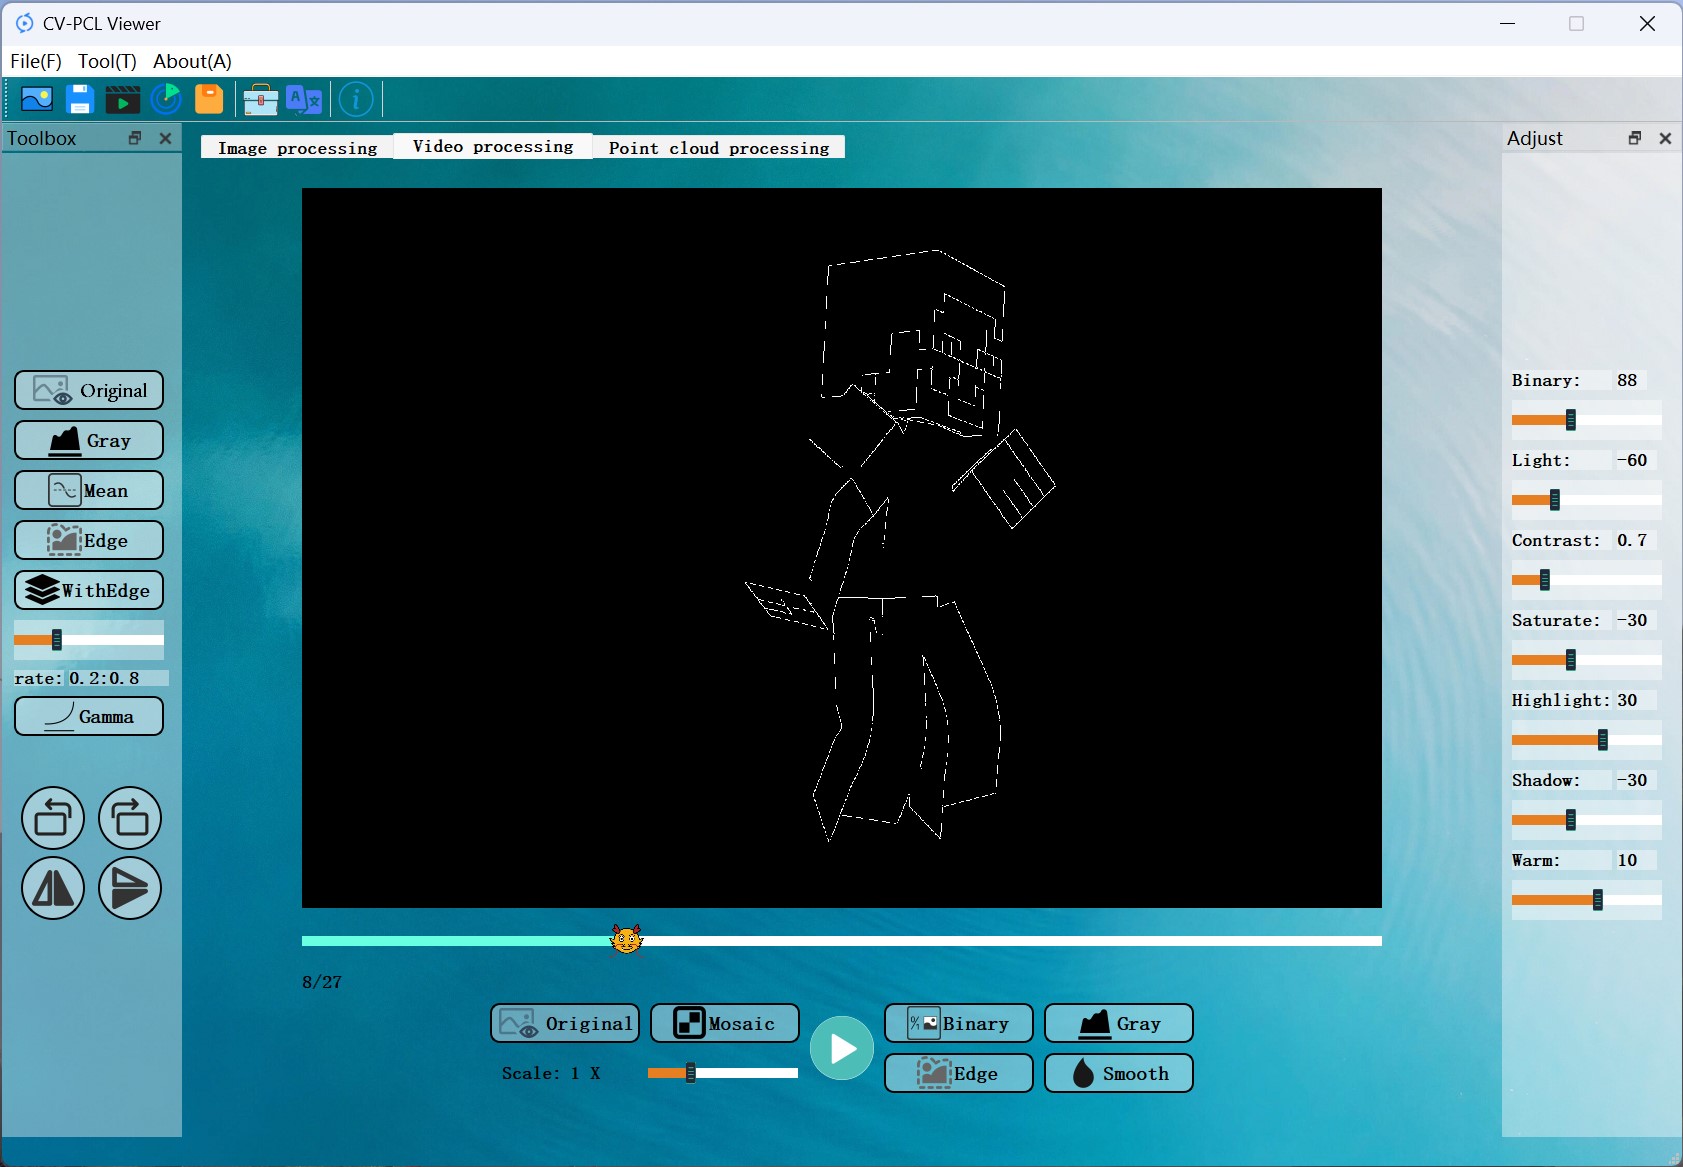 CV-PCL Viewer
File(F) Tool(T) About(A)
Toolbox
Image processing Video processing Point cloud processing
Adjust
Original
Gray
Mean
Edge
WithEdge
rate: 0.2:0.8
Gamma
Binary: 88
Light: -60
Contrast: 0.7
Saturate: -30
Highlight: 30
Shadow: -30
Warm: 10
8/27
Original Mosaic Binary Gray
Scale: 1 X Edge Smooth